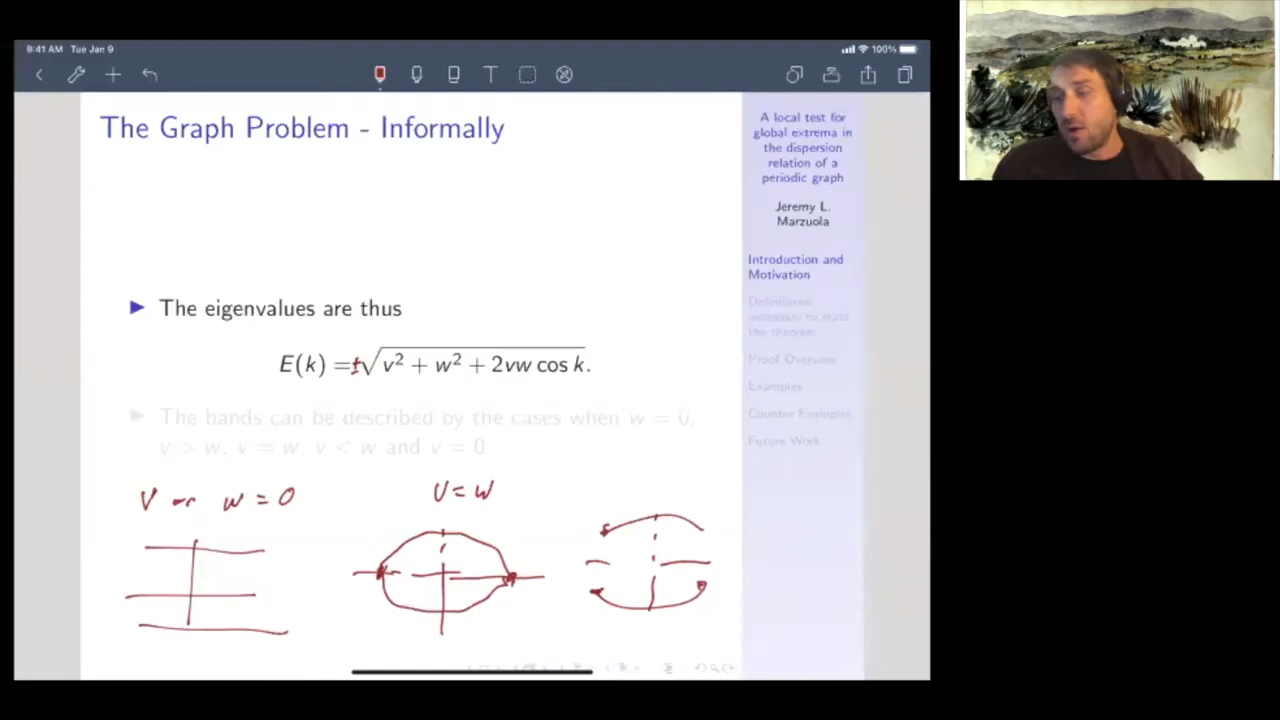 9:41 AM Tue Jan 9
100%
The Graph Problem - Informally
▶ The eigenvalues are thus
E(k) = ±√(v² + w² + 2vw cos k).
▶ The bands can be described by the cases when w = 0,
v > w, v = w, v < w and v = 0
V or w = 0
V = W
A local test for
global extrema in
the dispersion
relation of a
periodic graph
Jeremy L.
Marzuola
Introduction and
Motivation
Definitions
necessary to state
the theorem
Proof Overview
Examples
Counter Examples
Future Work